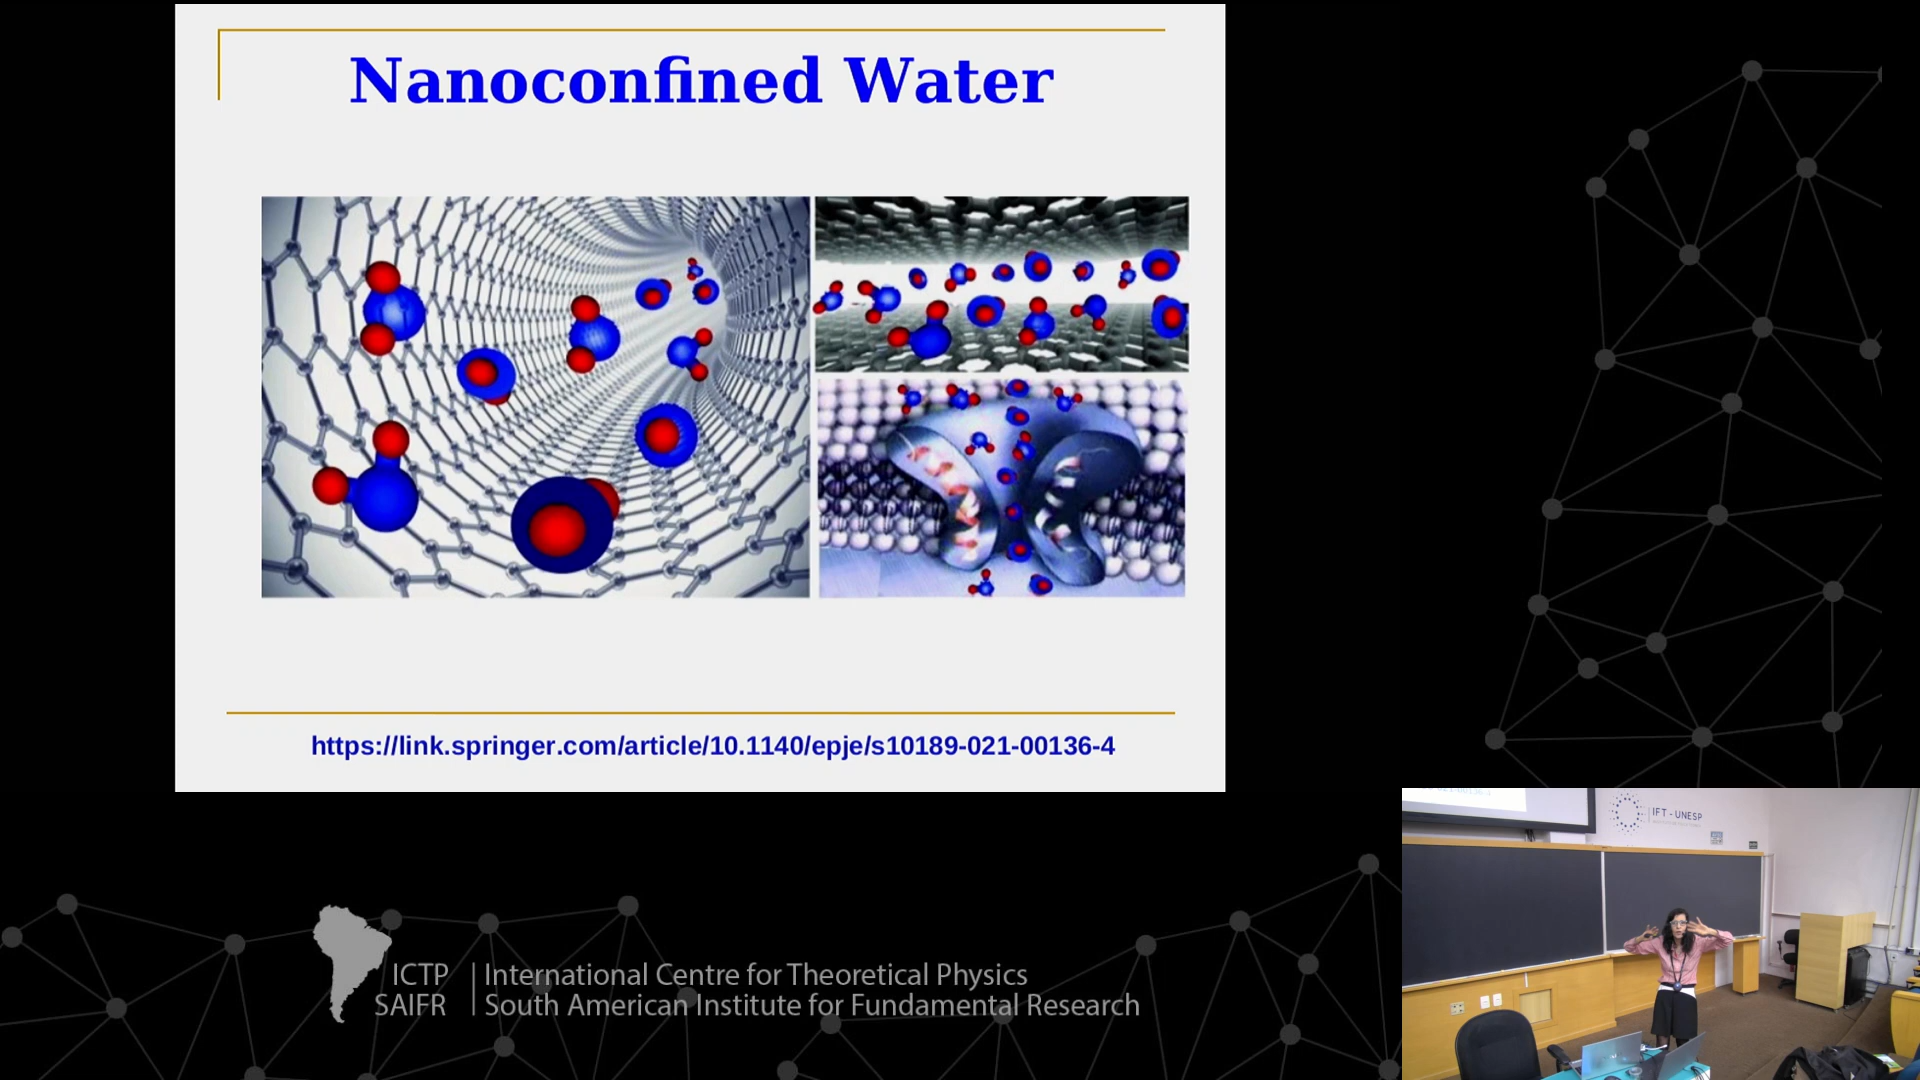 Nanoconfined Water
https://link.springer.com/article/10.1140/epje/s10189-021-00136-4
IFT - UNESP
ICTP
SAIFR
International Centre for Theoretical Physics
South American Institute for Fundamental Research